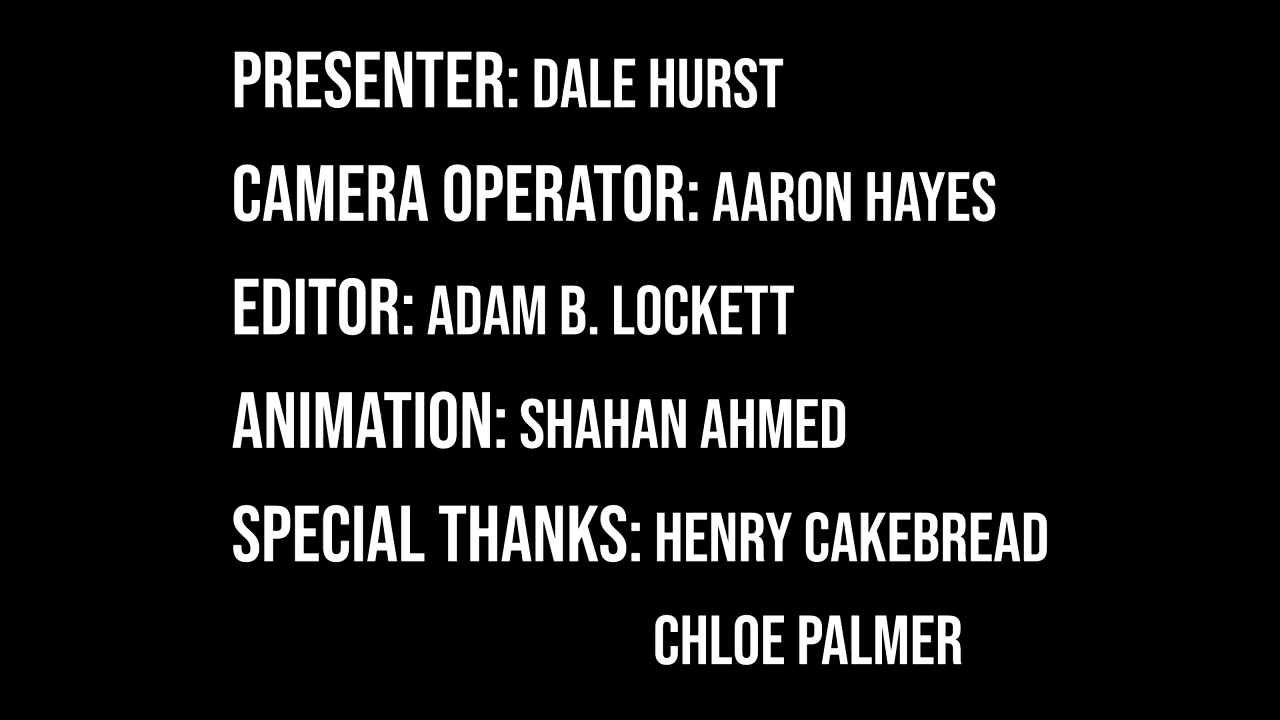 PRESENTER: DALE HURST
CAMERA OPERATOR: AARON HAYES
EDITOR: ADAM B. LOCKETT
ANIMATION: SHAHAN AHMED
SPECIAL THANKS: HENRY CAKEBREAD
CHLOE PALMER